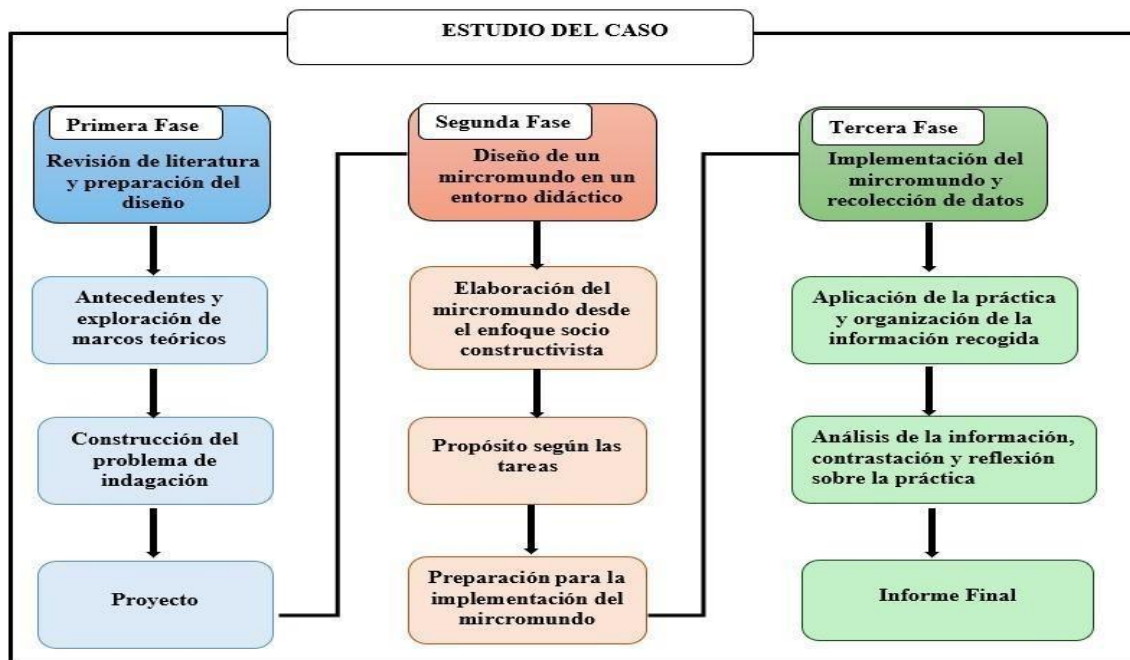 ESTUDIO DEL CASO
Primera Fase
Revisión de literatura
y preparación del
diseño
Antecedentes y
exploración de
marcos teóricos
Construcción del
problema de
indagación
Proyecto
Segunda Fase
Diseño de un
mircromundo en un
entorno didáctico
Elaboración del
mircromundo desde
el enfoque socio
constructivista
Propósito según las
tareas
Preparación para la
implementación del
mircromundo
Tercera Fase
Implementación del
mircromundo y
recolección de datos
Aplicación de la práctica
y organización de la
información recogida
Análisis de la información,
contrastación y reflexión
sobre la práctica
Informe Final